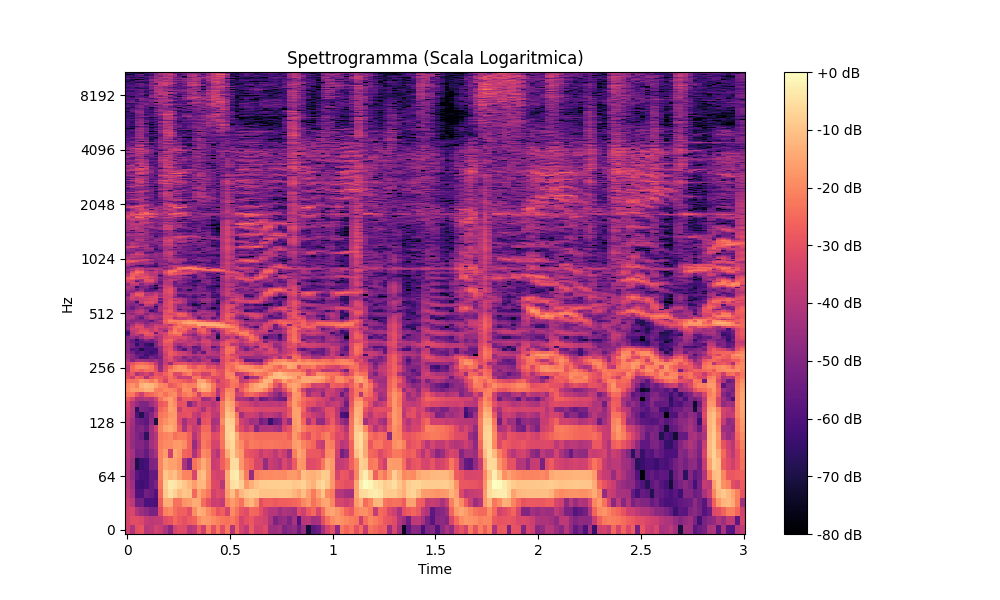 Spettrogramma (Scala Logaritmica)
8192
4096
2048
1024
512
256
128
64
0
Hz
0
0.5
1
1.5
2
2.5
3
Time
+0 dB
-10 dB
-20 dB
-30 dB
-40 dB
-50 dB
-60 dB
-70 dB
-80 dB